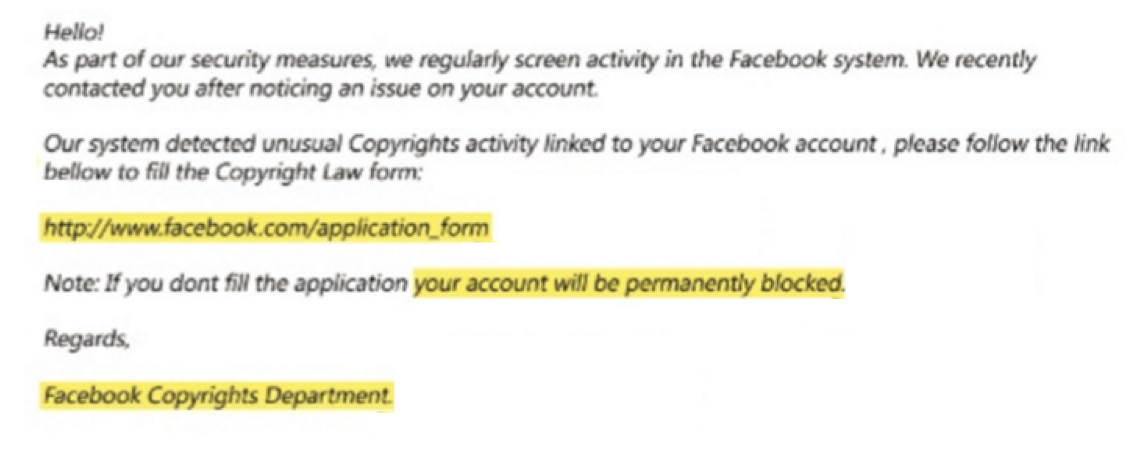 Hello!
As part of our security measures, we regularly screen activity in the Facebook system. We recently
contacted you after noticing an issue on your account.
Our system detected unusual Copyrights activity linked to your Facebook account , please follow the link
bellow to fill the Copyright Law form:
http://www.facebook.com/application_form
Note: If you dont fill the application your account will be permanently blocked.
Regards,
Facebook Copyrights Department.